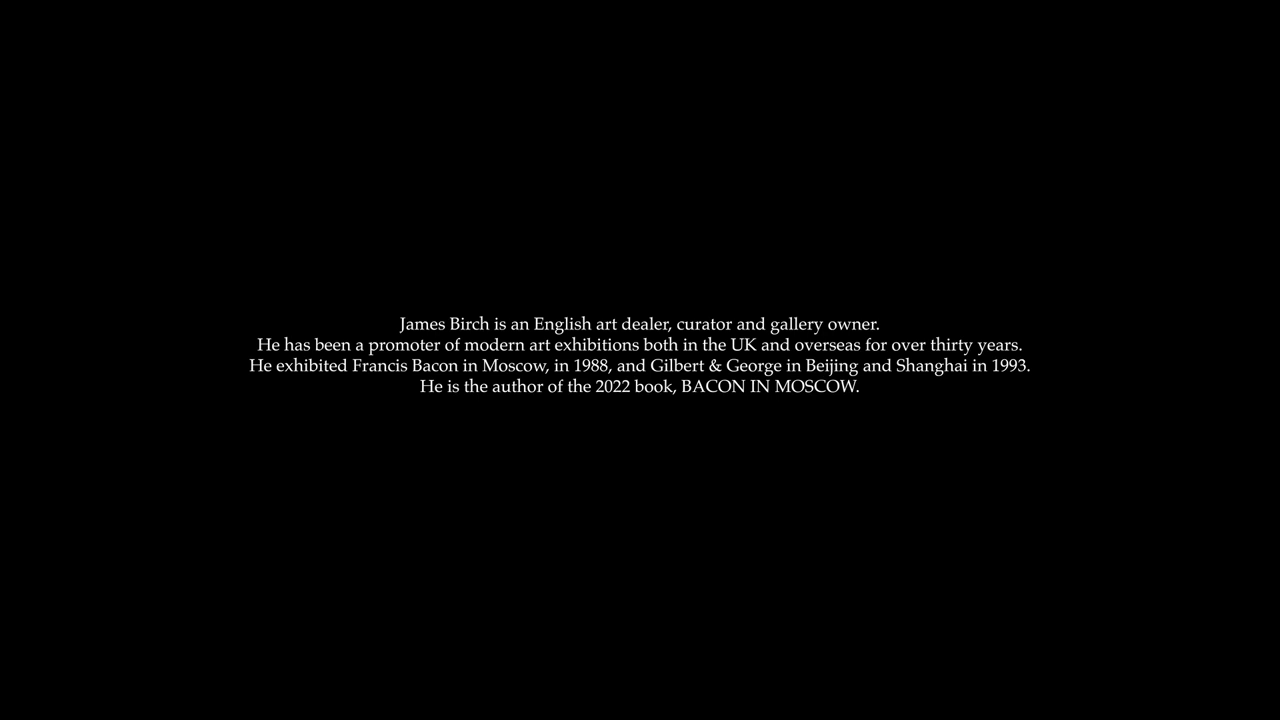 James Birch is an English art dealer, curator and gallery owner.
He has been a promoter of modern art exhibitions both in the UK and overseas for over thirty years.
He exhibited Francis Bacon in Moscow, in 1988, and Gilbert & George in Beijing and Shanghai in 1993.
He is the author of the 2022 book, BACON IN MOSCOW.